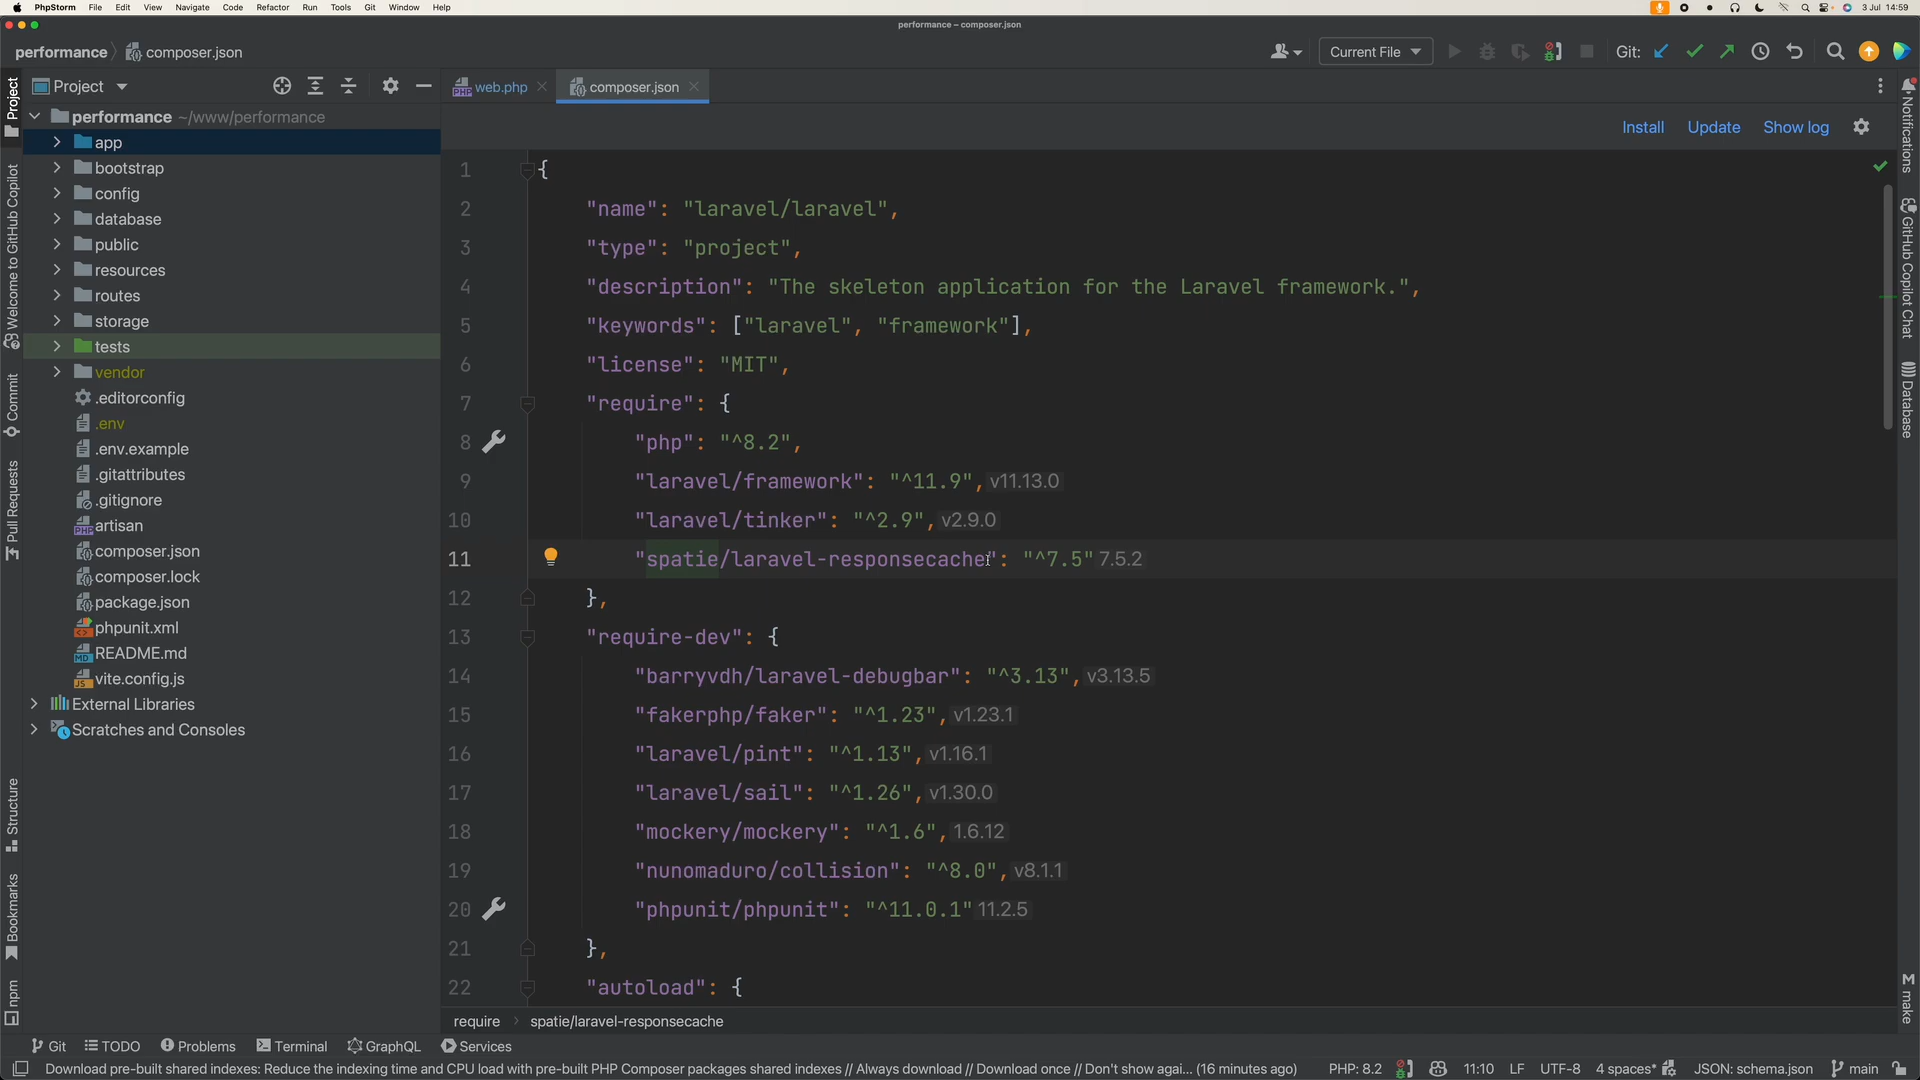 PhpStorm File Edit View Navigate Code Refactor Run Tools Git Window Help 3 Jul 14:59
performance – composer.json
performance composer.json Current File Git:
Project
web.php composer.json
Install Update Show log
performance ~/www/performance
app
bootstrap
config
database
public
resources
routes
storage
tests
vendor
.editorconfig
.env
.env.example
.gitattributes
.gitignore
artisan
composer.json
composer.lock
package.json
phpunit.xml
README.md
vite.config.js
External Libraries
Scratches and Consoles
Project
Welcome to GitHub Copilot
Commit
Pull Requests
Structure
Bookmarks
npm
1 {
2 "name": "laravel/laravel",
3 "type": "project",
4 "description": "The skeleton application for the Laravel framework.",
5 "keywords": ["laravel", "framework"],
6 "license": "MIT",
7 "require": {
8 "php": "^8.2",
9 "laravel/framework": "^11.9", v11.13.0
10 "laravel/tinker": "^2.9", v2.9.0
11 "spatie/laravel-responsecache": "^7.5" 7.5.2
12 },
13 "require-dev": {
14 "barryvdh/laravel-debugbar": "^3.13", v3.13.5
15 "fakerphp/faker": "^1.23", v1.23.1
16 "laravel/pint": "^1.13", v1.16.1
17 "laravel/sail": "^1.26", v1.30.0
18 "mockery/mockery": "^1.6", 1.6.12
19 "nunomaduro/collision": "^8.0", v8.1.1
20 "phpunit/phpunit": "^11.0.1" 11.2.5
21 },
22 "autoload": {
Notifications
GitHub Copilot Chat
Database
make
require spatie/laravel-responsecache
Git TODO Problems Terminal GraphQL Services
Download pre-built shared indexes: Reduce the indexing time and CPU load with pre-built PHP Composer packages shared indexes // Always download // Download once // Don't show agai... (16 minutes ago) PHP: 8.2 11:10 LF UTF-8 4 spaces* JSON: schema.json main